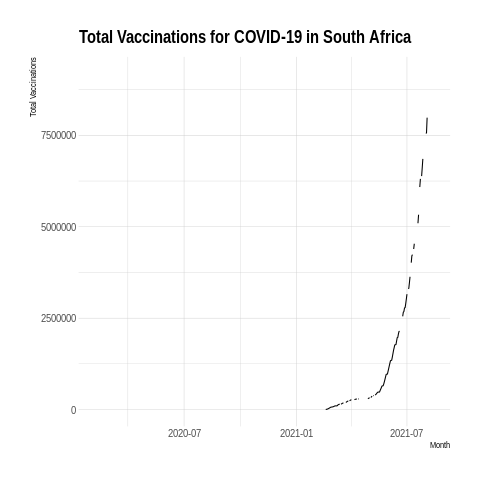 Total Vaccinations for COVID-19 in South Africa
Total Vaccinations
7500000
5000000
2500000
0
2020-07
2021-01
2021-07
Month